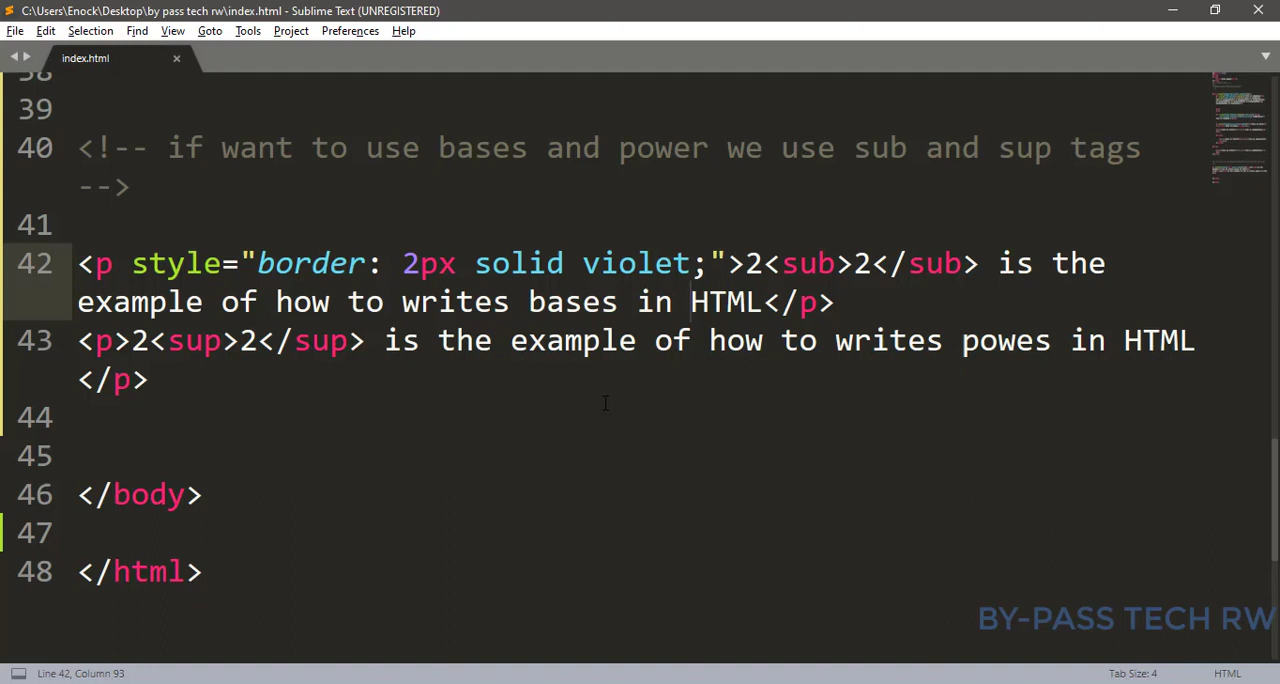 C:\Users\Enock\Desktop\by pass tech rw\index.html - Sublime Text (UNREGISTERED)
File Edit Selection Find View Goto Tools Project Preferences Help
index.html
38
39
40 <!-- if want to use bases and power we use sub and sup tags
-->
41
42 <p style="border: 2px solid violet;">2<sub>2</sub> is the
example of how to writes bases in HTML</p>
43 <p>2<sup>2</sup> is the example of how to writes powes in HTML
</p>
44
45
46 </body>
47
48 </html>
BY-PASS TECH RW
Line 42, Column 93 Tab Size: 4 HTML